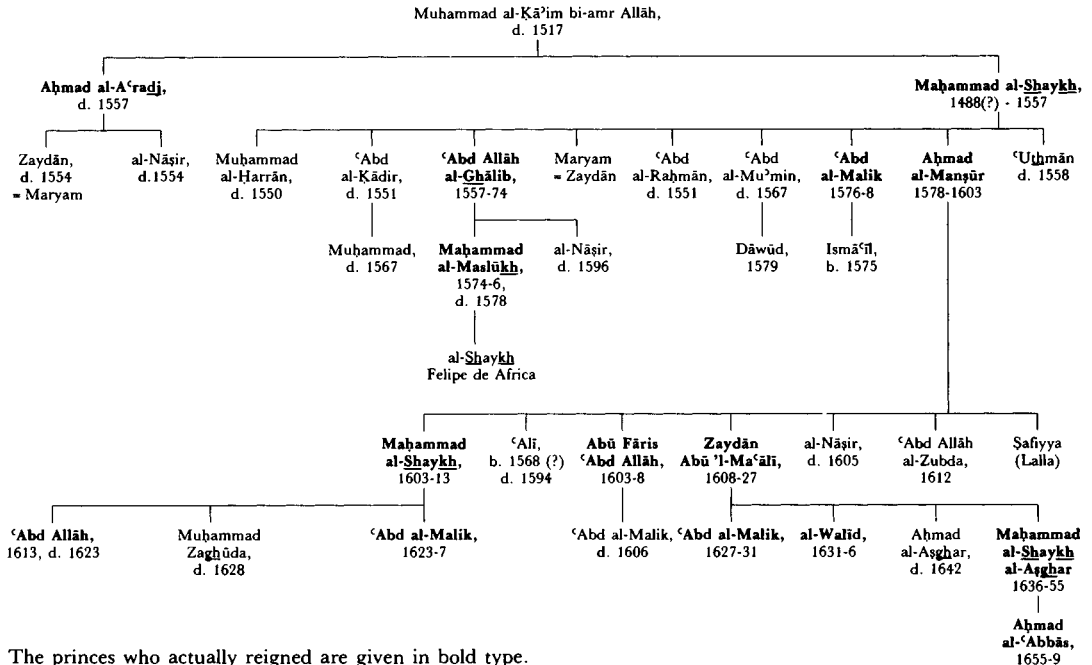 Muḥammad al-Ḳāʾim bi-amr Allāh,
d. 1517
Aḥmad al-Aʿradj,
d. 1557
Maḥammad al-Shaykh,
1488(?) - 1557
Zaydān,
d. 1554
= Maryam
al-Nāṣir,
d.1554
Muḥammad
al-Ḥarrān,
d. 1550
ʿAbd
al-Ḳādir,
d. 1551
ʿAbd Allāh
al-Ghālib,
1557-74
Maryam
= Zaydān
ʿAbd
al-Raḥmān,
d. 1551
ʿAbd
al-Muʾmin,
d. 1567
ʿAbd
al-Malik
1576-8
Aḥmad
al-Manṣūr
1578-1603
ʿUthmān
d. 1558
Muḥammad,
d. 1567
Maḥammad
al-Maslūkh,
1574-6,
d. 1578
al-Nāṣir,
d. 1596
Dāwūd,
1579
Ismāʿīl,
b. 1575
al-Shaykh
Felipe de Africa
Maḥammad
al-Shaykh,
1603-13
ʿAlī,
b. 1568 (?)
d. 1594
Abū Fāris
ʿAbd Allāh,
1603-8
Zaydān
Abū ’l-Maʿālī,
1608-27
al-Nāṣir,
d. 1605
ʿAbd Allāh
al-Zubda,
1612
Ṣafiyya
(Lalla)
ʿAbd Allāh,
1613, d. 1623
Muḥammad
Zaghūda,
d. 1628
ʿAbd al-Malik,
1623-7
ʿAbd al-Malik,
d. 1606
ʿAbd al-Malik,
1627-31
al-Walīd,
1631-6
Aḥmad
al-Aṣghar,
d. 1642
Maḥammad
al-Shaykh
al-Aṣghar
1636-55
Aḥmad
al-ʿAbbās,
1655-9
The princes who actually reigned are given in bold type.